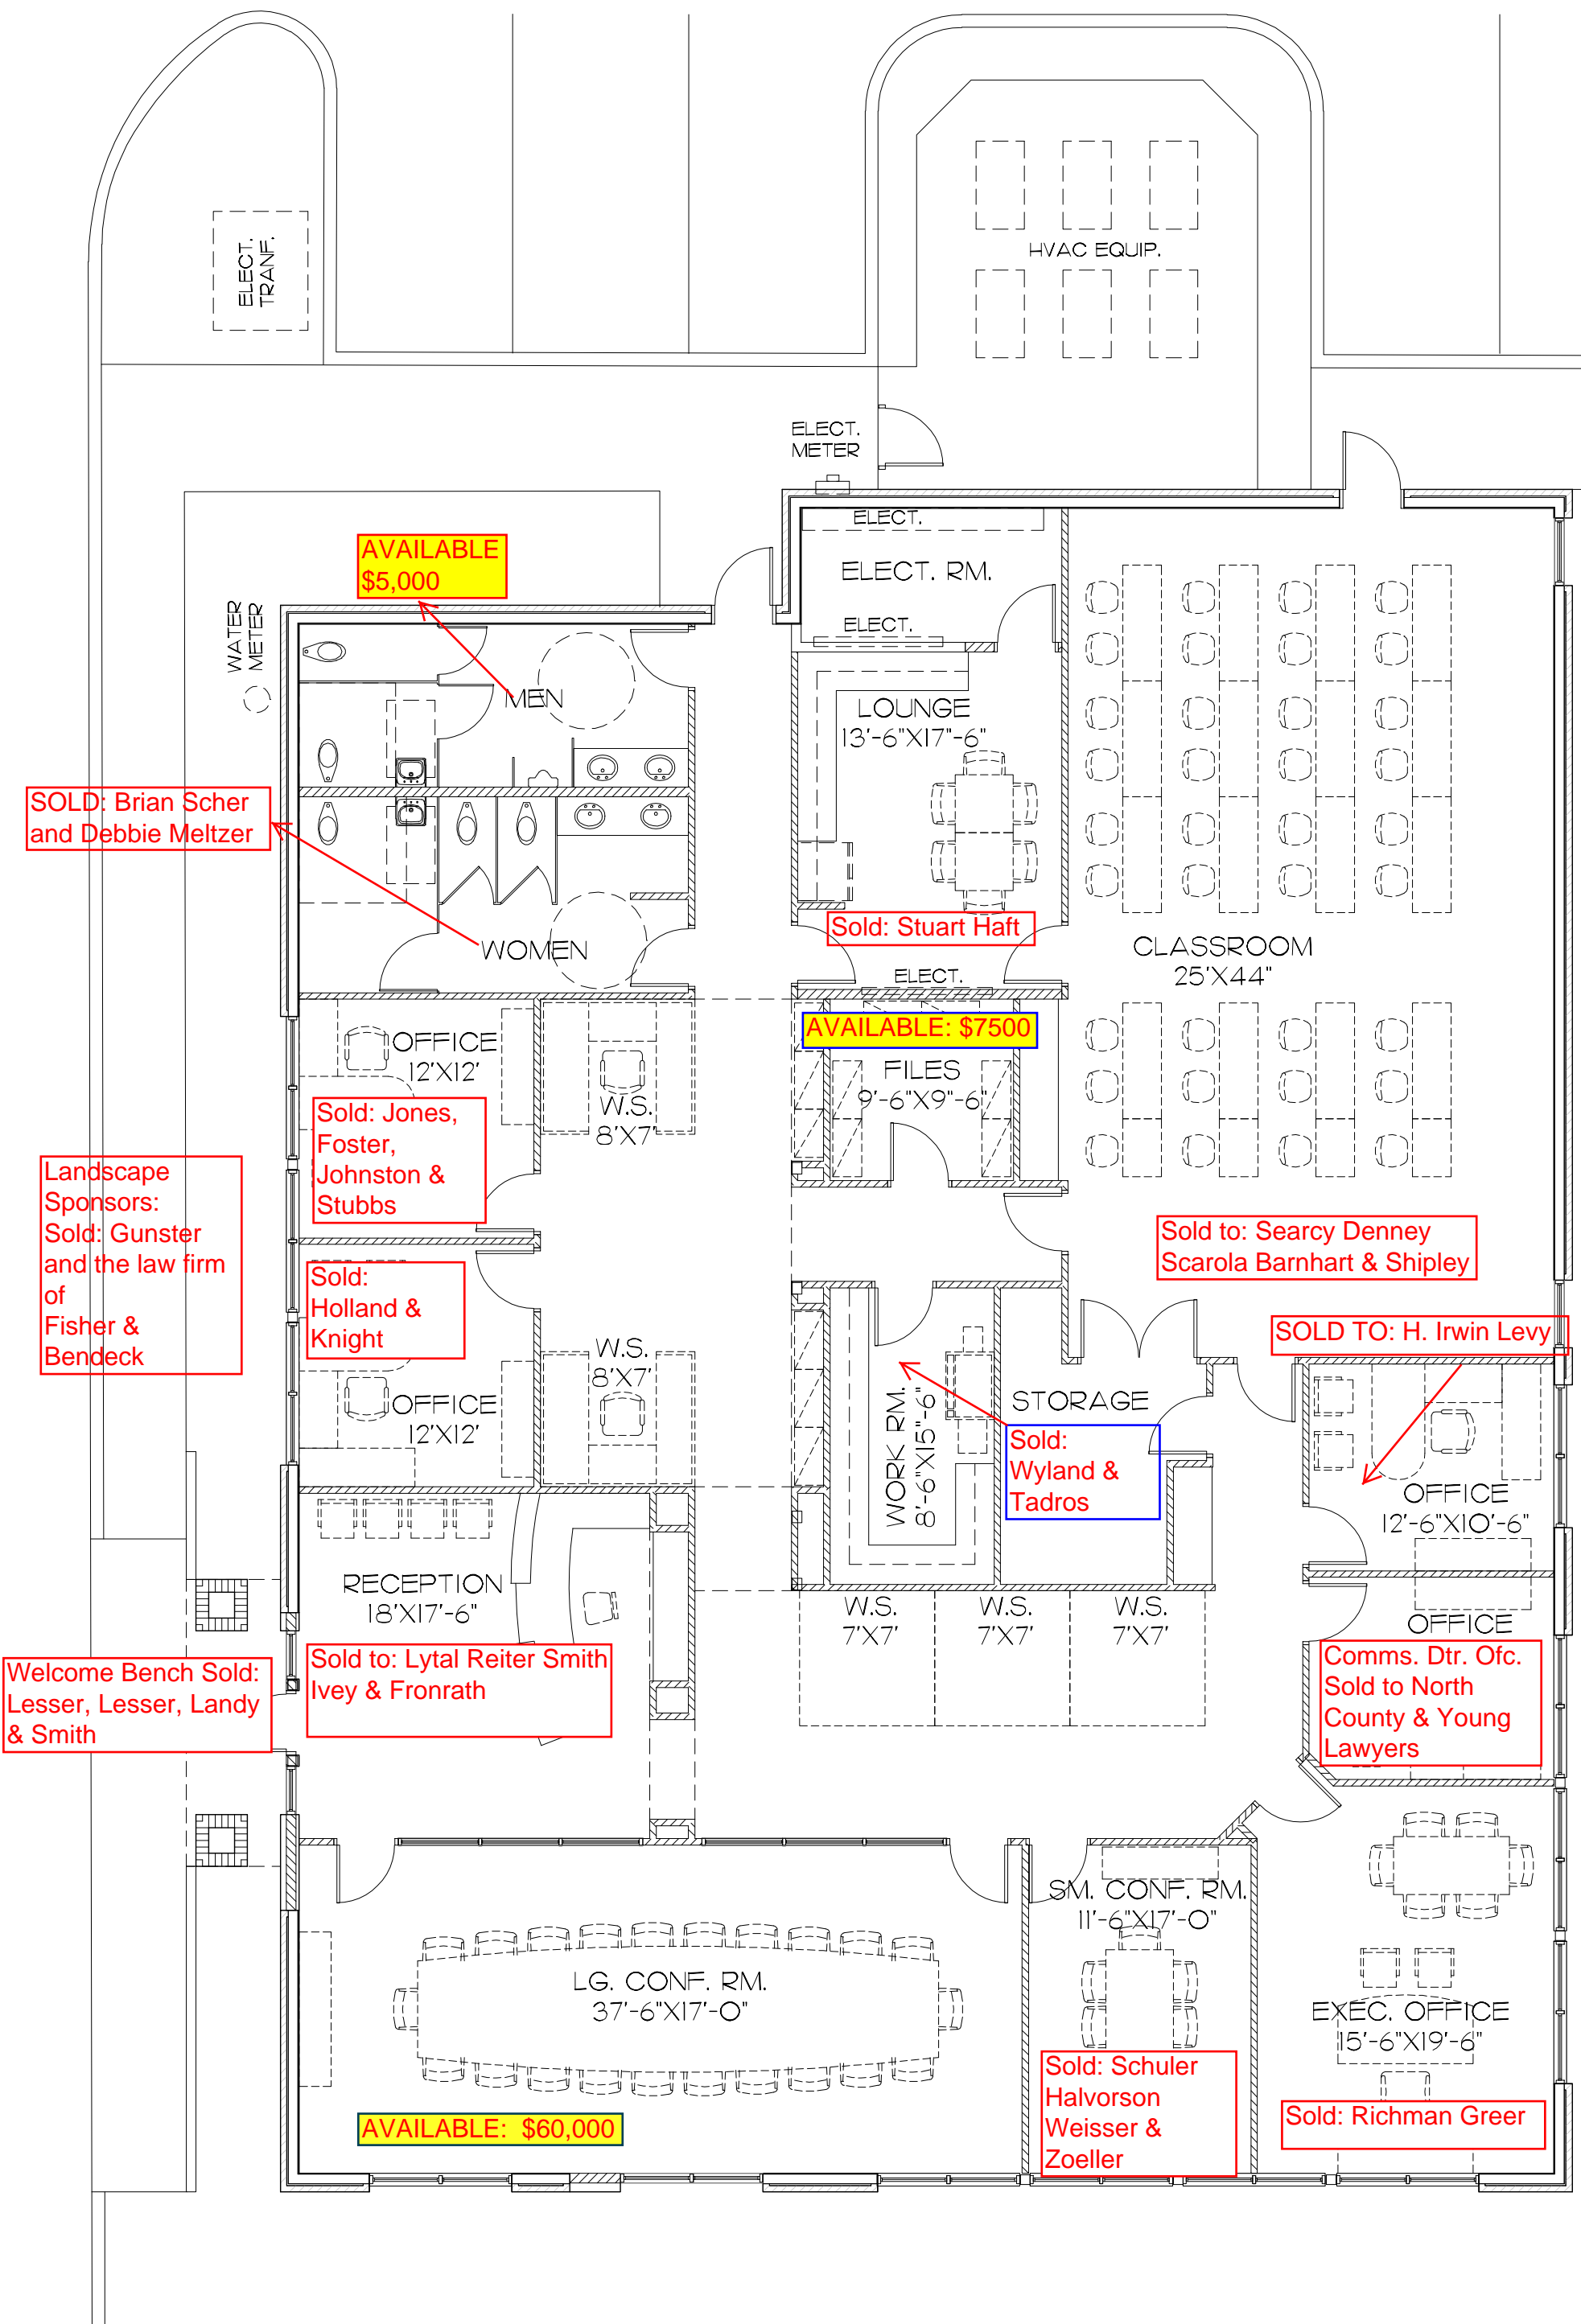 ELECT.
TRANF.
HVAC EQUIP.
ELECT.
METER
ELECT.
AVAILABLE
$5,000
ELECT. RM.
WATER
METER
ELECT.
MEN
LOUNGE
13'-6"X17"-6"
SOLD: Brian Scher
and Debbie Meltzer
WOMEN
Sold: Stuart Haft
CLASSROOM
25'X44"
ELECT.
AVAILABLE: $7500
OFFICE
12'X12'
FILES
9'-6"X9"-6"
W.S.
8'X7'
Sold: Jones,
Foster,
Johnston &
Stubbs
Landscape
Sponsors:
Sold: Gunster
and the law firm
of
Fisher &
Bendeck
Sold to: Searcy Denney
Scarola Barnhart & Shipley
Sold:
Holland &
Knight
SOLD TO: H. Irwin Levy
W.S.
8'X7'
OFFICE
12'X12'
WORK RM.
8'-6"X15"-6"
STORAGE
Sold:
Wyland &
Tadros
OFFICE
12'-6"X10'-6"
RECEPTION
18'X17'-6"
W.S.
7'X7'
W.S.
7'X7'
W.S.
7'X7'
OFFICE
Sold to: Lytal Reiter Smith
Ivey & Fronrath
Welcome Bench Sold:
Lesser, Lesser, Landy
& Smith
Comms. Dtr. Ofc.
Sold to North
County & Young
Lawyers
SM. CONF. RM.
11'-6"X17'-0"
LG. CONF. RM.
37'-6"X17'-0"
EXEC. OFFICE
15'-6"X19'-6"
Sold: Schuler
Halvorson
Weisser &
Zoeller
Sold: Richman Greer
AVAILABLE: $60,000